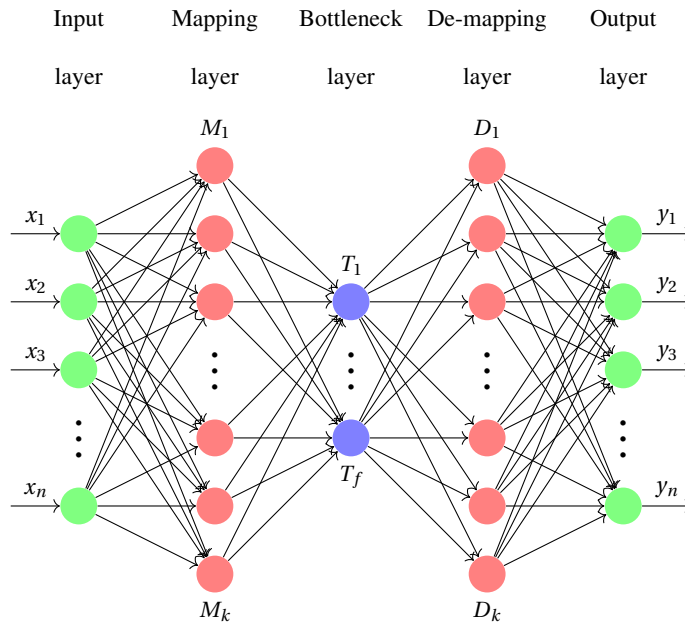 Input Mapping Bottleneck De-mapping Output
layer layer layer layer layer
M₁ D₁
x₁ y₁
T₁
x₂ y₂
x₃ y₃
T_f
xₙ yₙ
Mₖ Dₖ